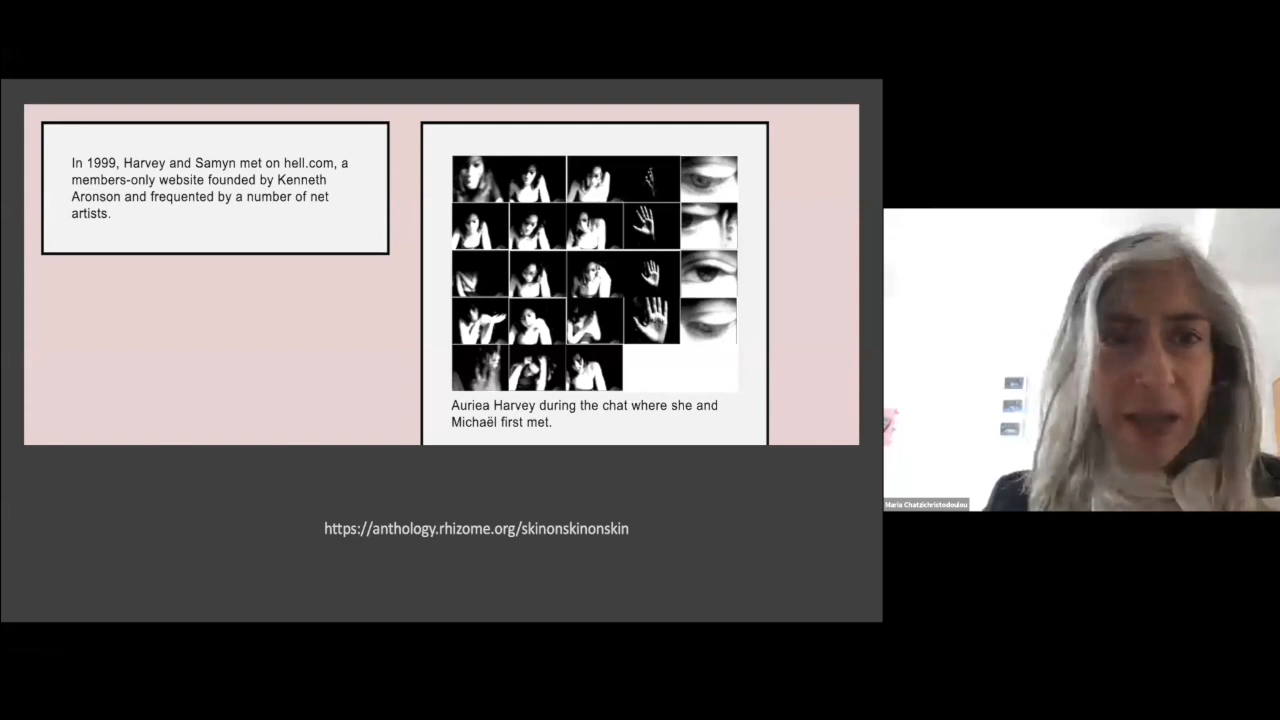 In 1999, Harvey and Samyn met on hell.com, a
members-only website founded by Kenneth
Aronson and frequented by a number of net
artists.
Auriea Harvey during the chat where she and
Michaël first met.
https://anthology.rhizome.org/skinonskinonskin
Maria Chatzichristodoulou